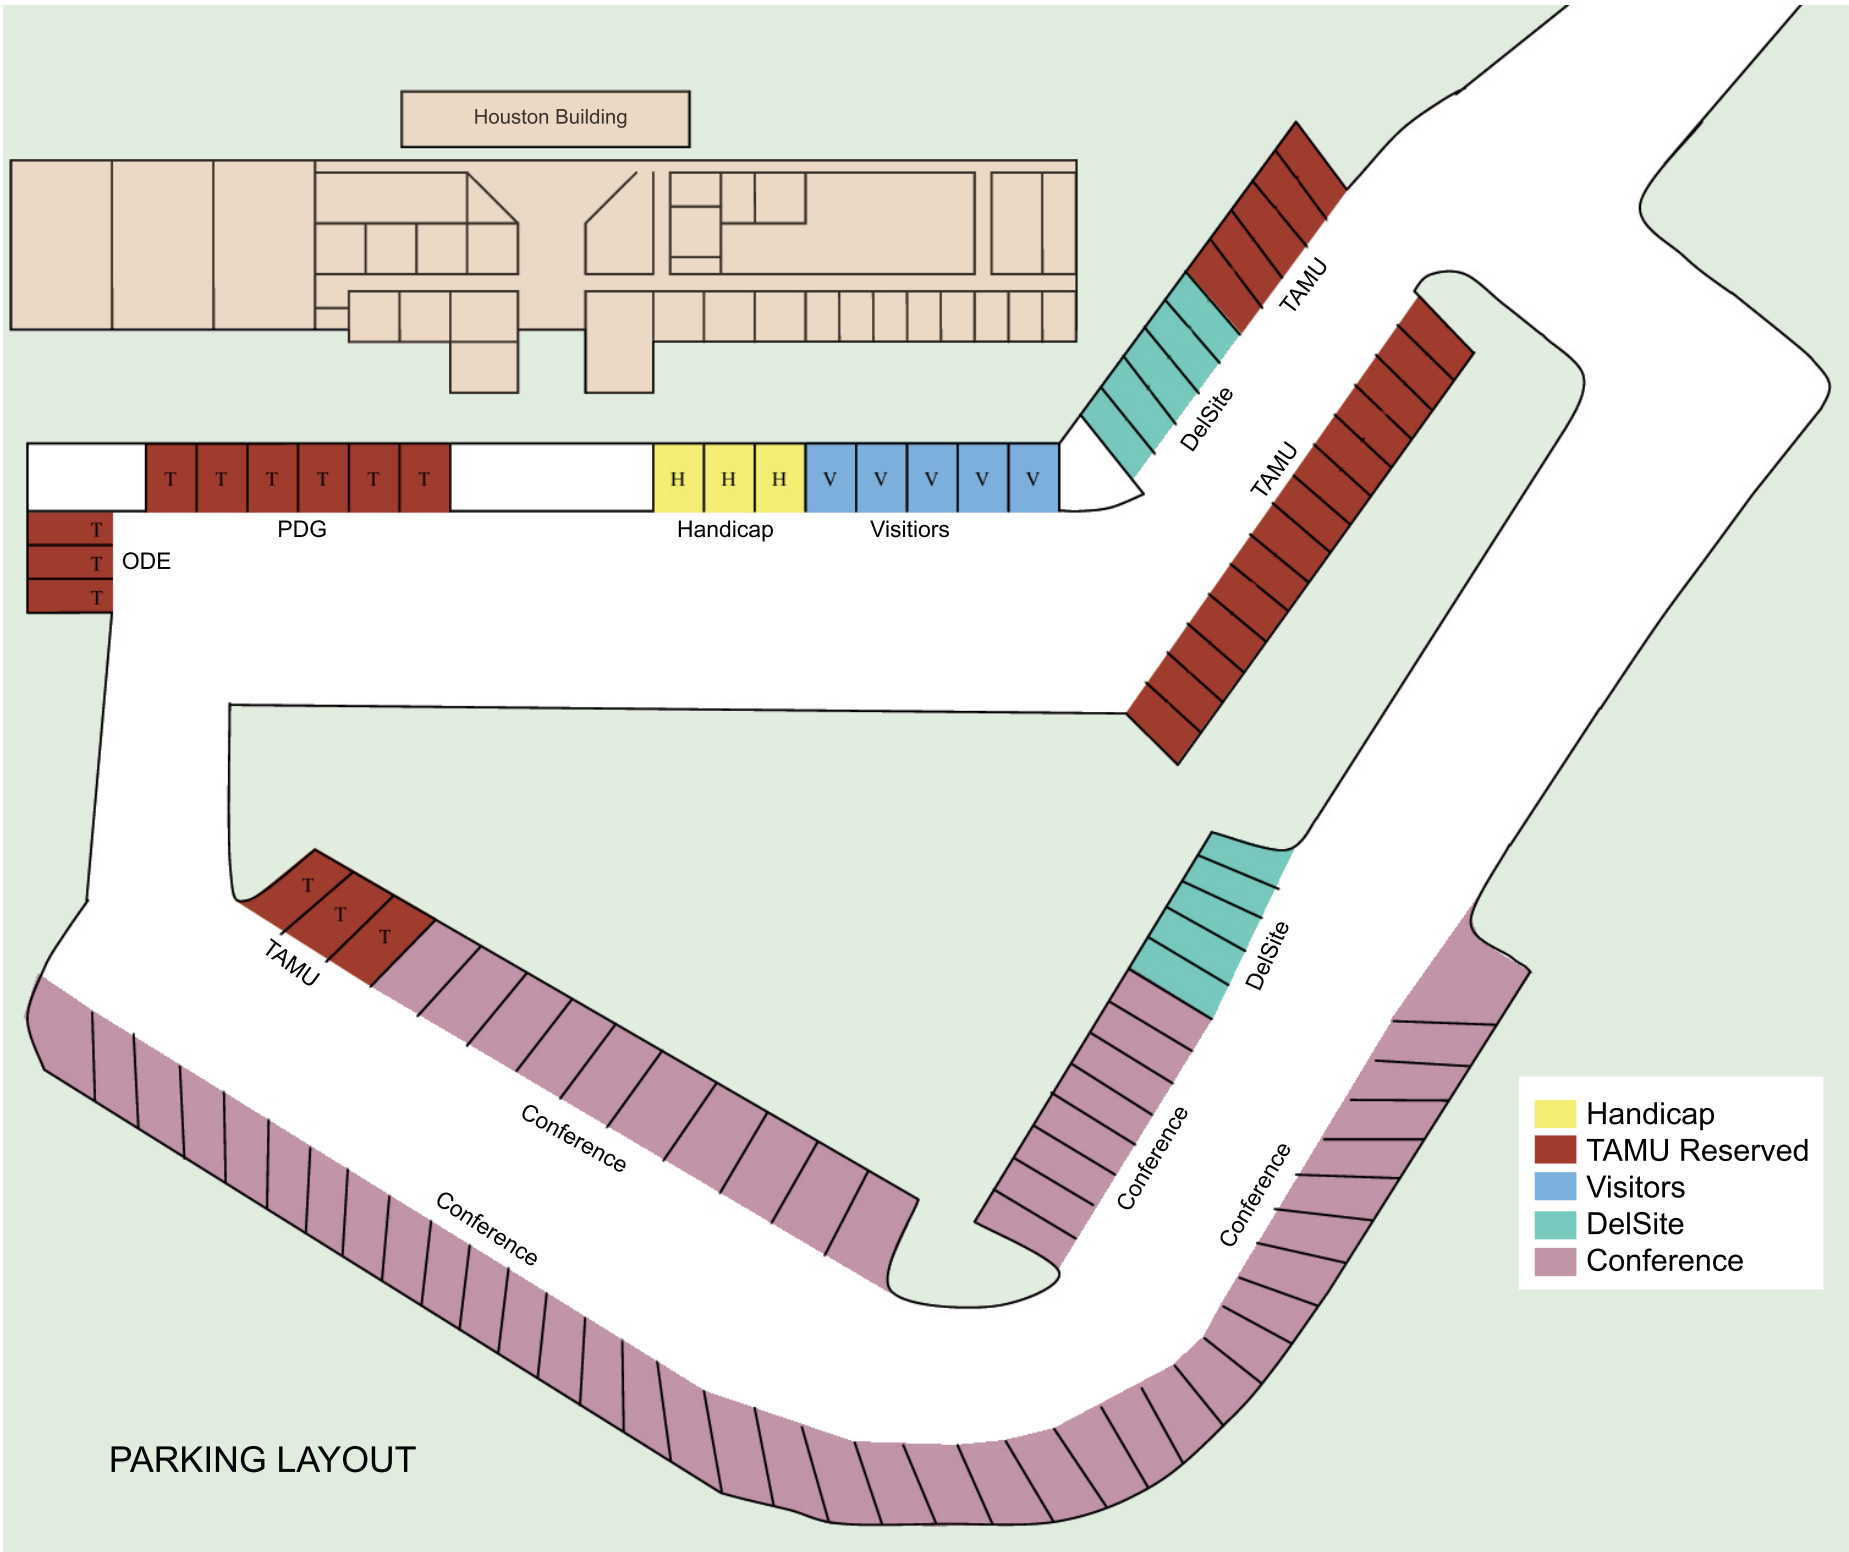 Houston Building
TAMU
DelSite
TAMU
T T T T T T
H H H
V V V V V
PDG
Handicap
Visitiors
T
T
T
ODE
T
T
T
TAMU
DelSite
Conference
Conference
Conference
Conference
Handicap
TAMU Reserved
Visitors
DelSite
Conference
PARKING LAYOUT